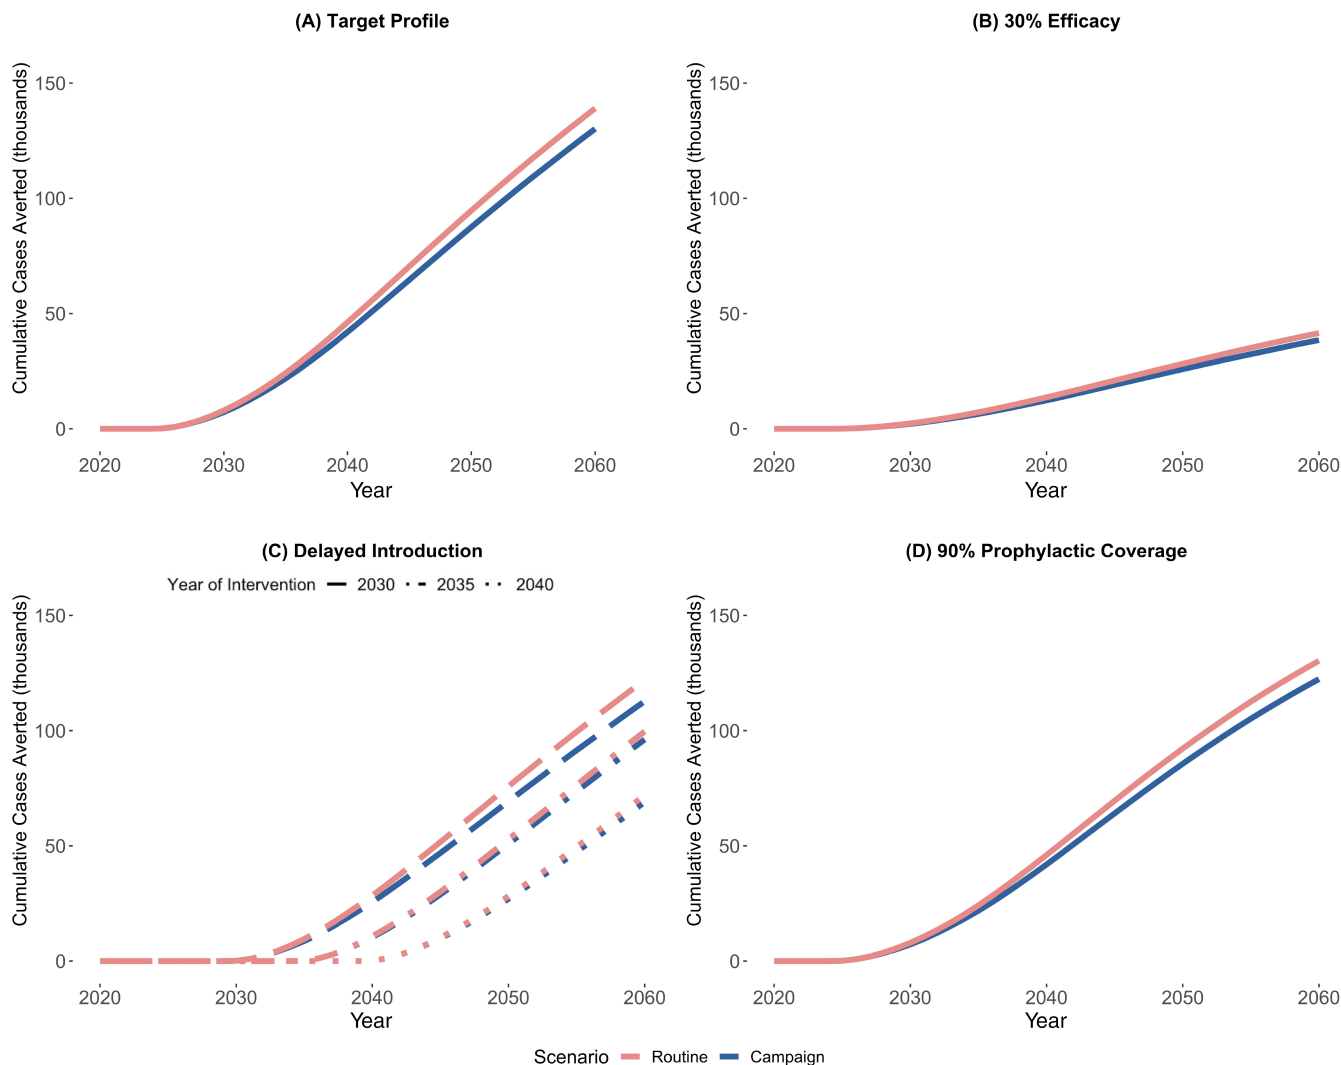 (A) Target Profile
Cumulative Cases Averted (thousands)
150
100
50
0
2020 2030 2040 2050 2060
Year
(B) 30% Efficacy
Cumulative Cases Averted (thousands)
150
100
50
0
2020 2030 2040 2050 2060
Year
(C) Delayed Introduction
Year of Intervention 2030 2035 2040
Cumulative Cases Averted (thousands)
150
100
50
0
2020 2030 2040 2050 2060
Year
(D) 90% Prophylactic Coverage
Cumulative Cases Averted (thousands)
150
100
50
0
2020 2030 2040 2050 2060
Year
Scenario Routine Campaign